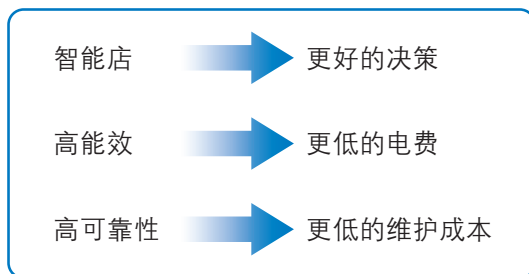 智能店 更好的决策
高能效 更低的电费
高可靠性 更低的维护成本